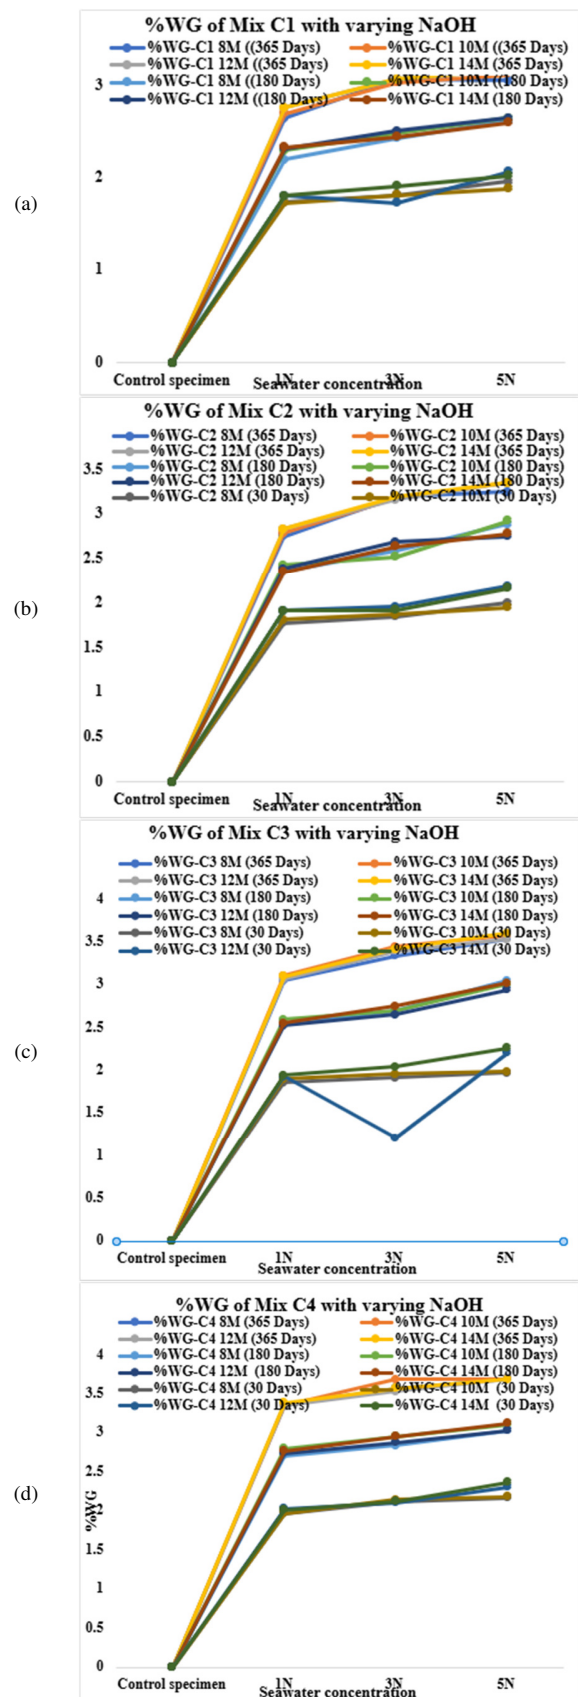 (a)
%WG of Mix C1 with varying NaOH
%WG-C1 8M ((365 Days) %WG-C1 10M ((365 Days)
%WG-C1 12M ((365 Days) %WG-C1 14M (365 Days)
%WG-C1 8M ((180 Days) %WG-C1 10M ((180 Days)
%WG-C1 12M ((180 Days) %WG-C1 14M (180 Days)
3
2
1
0
Control specimen 1N 3N 5N
Seawater concentration
(b)
%WG of Mix C2 with varying NaOH
%WG-C2 8M (365 Days) %WG-C2 10M (365 Days)
%WG-C2 12M (365 Days) %WG-C2 14M (365 Days)
%WG-C2 8M (180 Days) %WG-C2 10M (180 Days)
%WG-C2 12M (180 Days) %WG-C2 14M (180 Days)
%WG-C2 8M (30 Days) %WG-C2 10M (30 Days)
3.5
3
2.5
2
1.5
1
0.5
0
Control specimen 1N 3N 5N
Seawater concentration
(c)
%WG of Mix C3 with varying NaOH
%WG-C3 8M (365 Days) %WG-C3 10M (365 Days)
%WG-C3 12M (365 Days) %WG-C3 14M (365 Days)
%WG-C3 8M (180 Days) %WG-C3 10M (180 Days)
%WG-C3 12M (180 Days) %WG-C3 14M (180 Days)
%WG-C3 8M (30 Days) %WG-C3 10M (30 Days)
%WG-C3 12M (30 Days) %WG-C3 14M (30 Days)
4
3.5
3
2.5
2
1.5
1
0.5
0
Control specimen 1N 3N 5N
Seawater concentration
(d)
%WG of Mix C4 with varying NaOH
%WG-C4 8M (365 Days) %WG-C4 10M (365 Days)
%WG-C4 12M (365 Days) %WG-C4 14M (365 Days)
%WG-C4 8M (180 Days) %WG-C4 10M (180 Days)
%WG-C4 12M (180 Days) %WG-C4 14M (180 Days)
%WG-C4 8M (30 Days) %WG-C4 10M (30 Days)
%WG-C4 12M (30 Days) %WG-C4 14M (30 Days)
4
3.5
3
2.5
2
1.5
1
0.5
0
%WG
Control specimen 1N 3N 5N
Seawater concentration